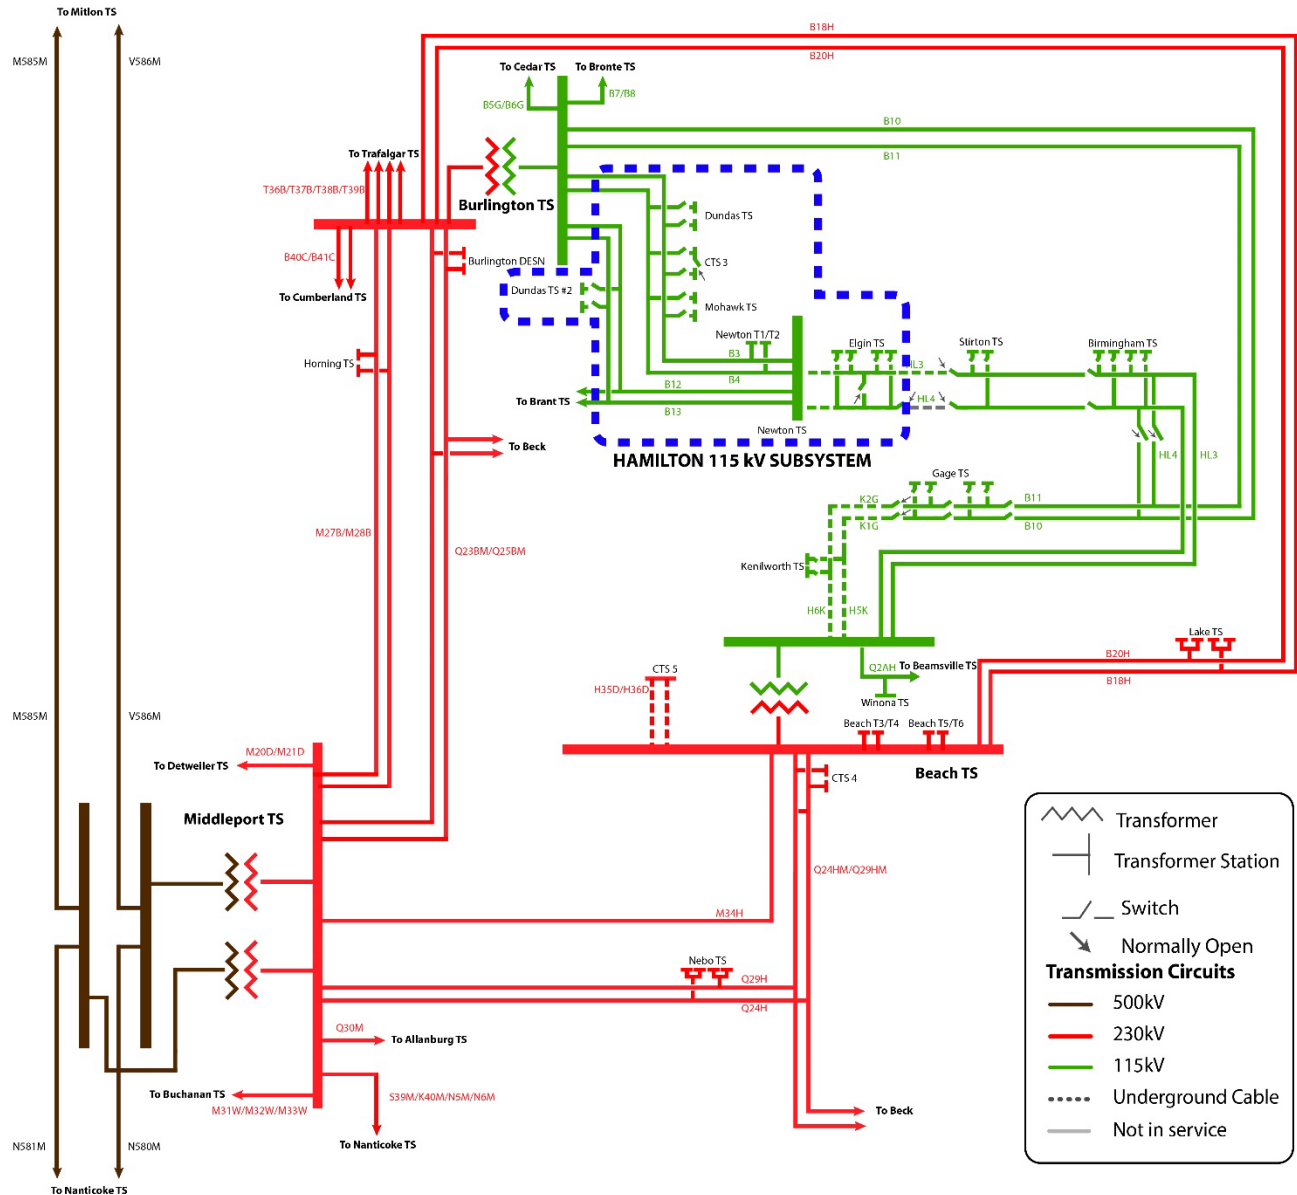 To Mitlon TS
M585M
V586M
B18H
B20H
To Cedar TS
To Bronte TS
B5G/B6G
B7/B8
B10
B11
To Trafalgar TS
T36B/T37B/T38B/T39B
Burlington TS
Dundas TS
B40C/B41C
Burlington DESN
CTS 3
To Cumberland TS
Dundas TS #2
Mohawk TS
Newton T1/T2
Elgin TS
Stirton TS
Birmingham TS
Horning TS
B3
HL3
B4
B12
To Brant TS
HL4
B13
Newton TS
To Beck
HAMILTON 115 kV SUBSYSTEM
HL4
HL3
Gage TS
K2G
B11
K1G
B10
M27B/M28B
Q23BM/Q25BM
Kenilworth TS
H6K
H5K
Lake TS
B20H
CTS 5
Q2AH
To Beamsville TS
B18H
H35D/H36D
Winona TS
M585M
V586M
Beach T3/T4
Beach T5/T6
M20D/M21D
To Detweiler TS
Beach TS
CTS 4
Middleport TS
Transformer
Transformer Station
Q24HM/Q29HM
M34H
Switch
Normally Open
Nebo TS
Transmission Circuits
Q29H
500kV
Q24H
Q30M
230kV
To Allanburg TS
115kV
To Buchanan TS
S39M/K40M/N5M/N6M
Underground Cable
M31W/M32W/M33W
To Beck
Not in service
N581M
N580M
To Nanticoke TS
To Nanticoke TS